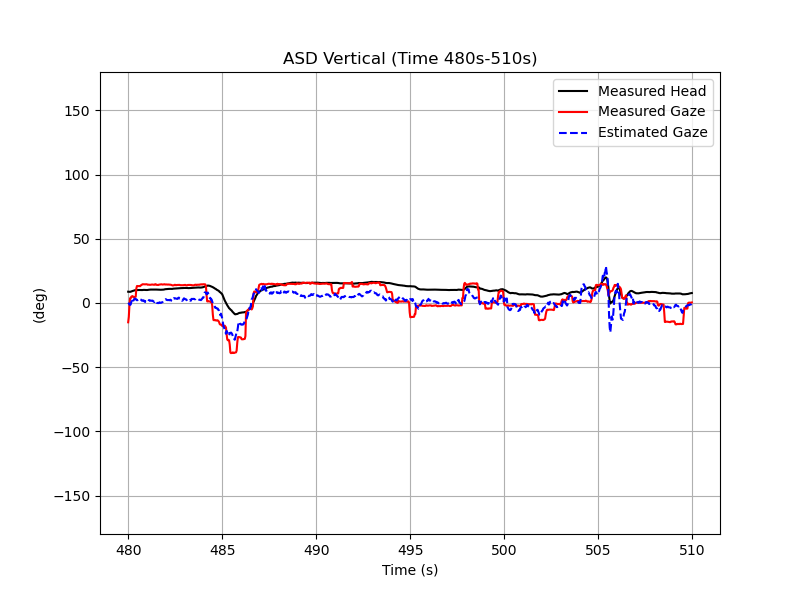 ASD Vertical (Time 480s-510s)
Measured Head
Measured Gaze
Estimated Gaze
(deg)
150
100
50
0
−50
−100
−150
480
485
490
495
500
505
510
Time (s)